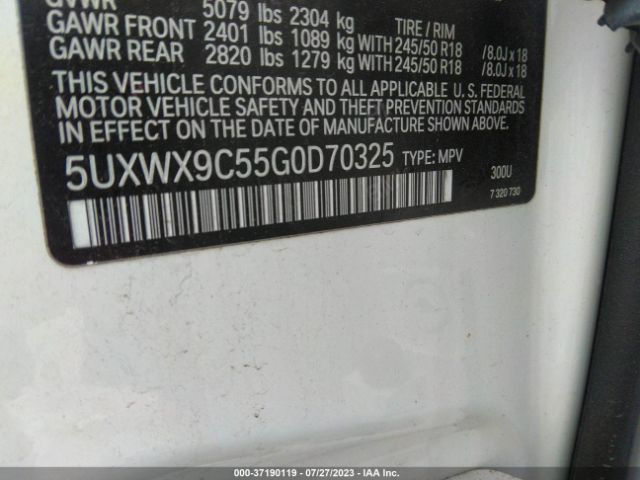 GVWR 5079 lbs 2304 kg TIRE / RIM
GAWR FRONT 2401 lbs 1089 kg WITH 245/50 R18 /8.0J x 18
GAWR REAR 2820 lbs 1279 kg WITH 245/50 R18 /8.0J x 18
THIS VEHICLE CONFORMS TO ALL APPLICABLE U. S. FEDERAL
MOTOR VEHICLE SAFETY AND THEFT PREVENTION STANDARDS
IN EFFECT ON THE DATE OF MANUFACTURE SHOWN ABOVE.
5UXWX9C55G0D70325 TYPE: MPV
300U
7 320 730
000-37190119 - 07/27/2023 - IAA Inc.